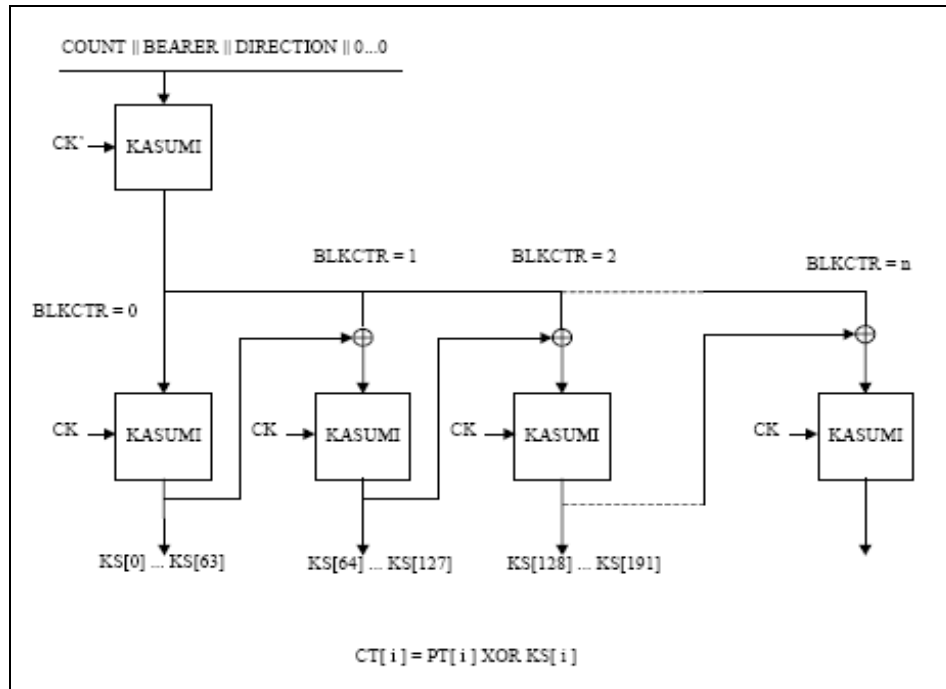 COUNT || BEARER || DIRECTION || 0...0
CK'
KASUMI
BLKCTR = 1
BLKCTR = 2
BLKCTR = n
BLKCTR = 0
CK
KASUMI
CK
KASUMI
CK
KASUMI
CK
KASUMI
KS[0] ... KS[63]
KS[64] ... KS[127]
KS[128] ... KS[191]
CT[ i ] = PT[ i ] XOR KS[ i ]